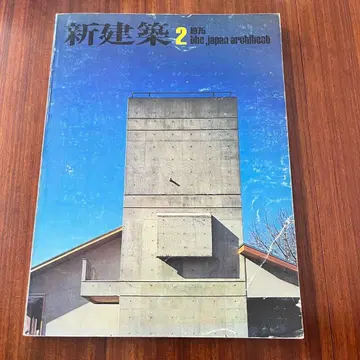 新建築 2 1975
the japan architect